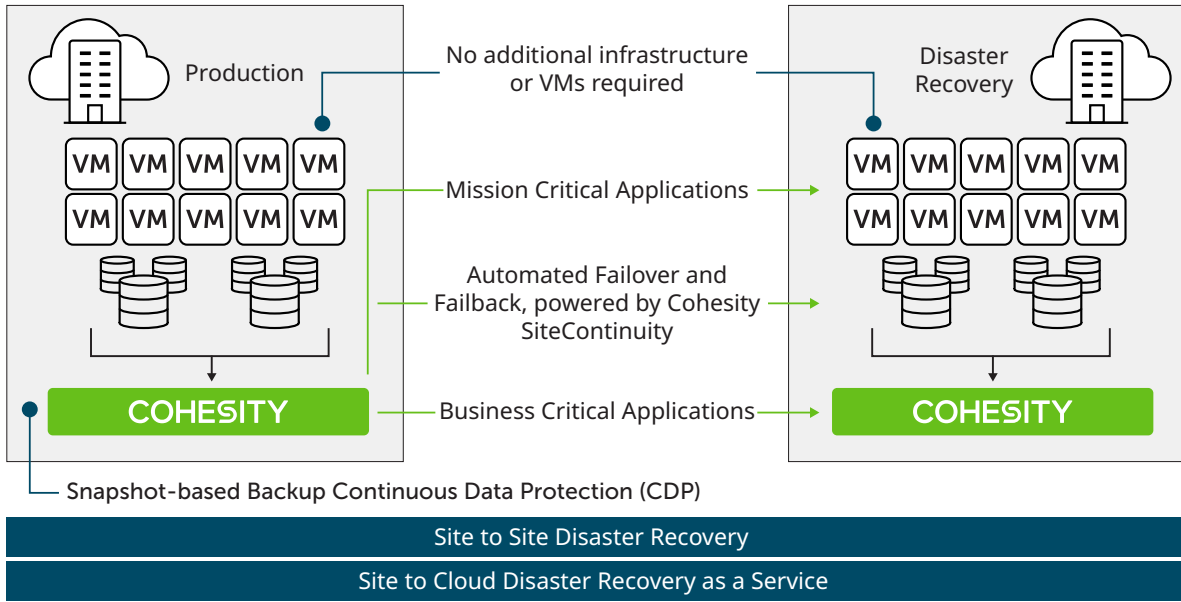 Production
No additional infrastructure
or VMs required
Disaster
Recovery
VM VM VM VM VM
VM VM VM VM VM
VM VM VM VM VM
VM VM VM VM VM
Mission Critical Applications
Automated Failover and
Failback, powered by Cohesity
SiteContinuity
COHESITY
Business Critical Applications
COHESITY
Snapshot-based Backup Continuous Data Protection (CDP)
Site to Site Disaster Recovery
Site to Cloud Disaster Recovery as a Service